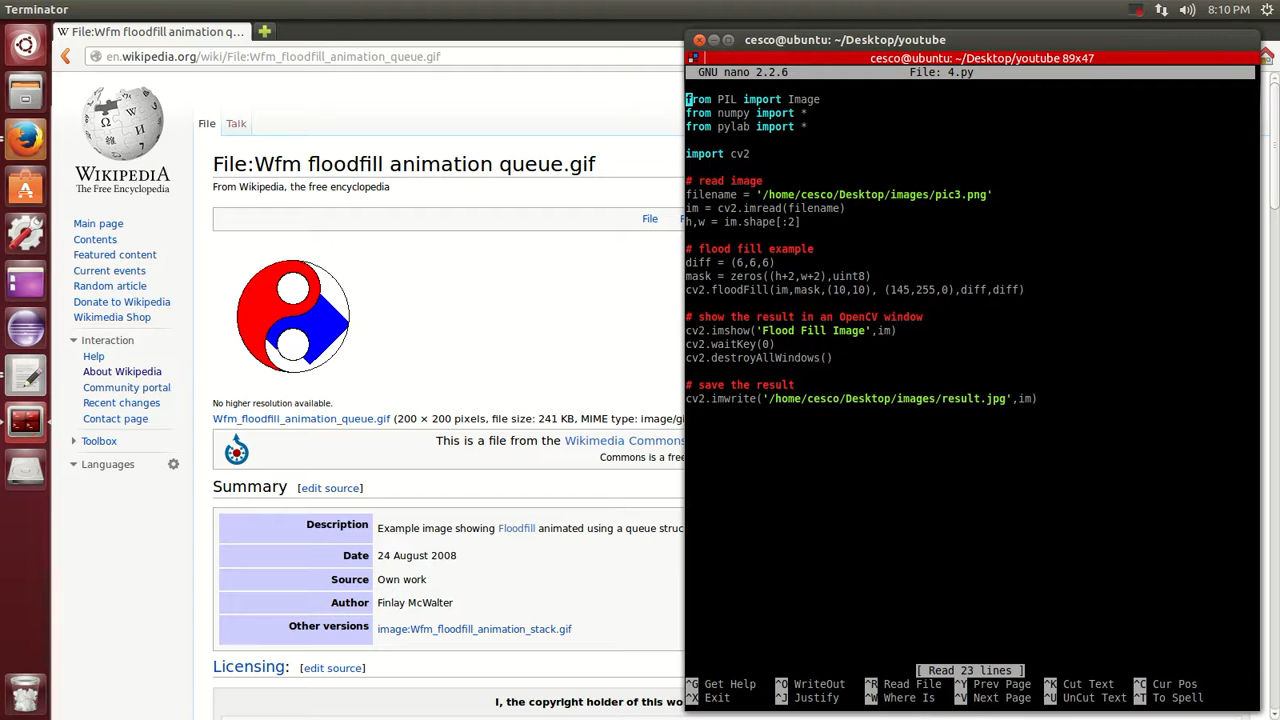 Terminator
8:10 PM
W File:Wfm floodfill animation q...
en.wikipedia.org/wiki/File:Wfm_floodfill_animation_queue.gif
WIKIPEDIA
The Free Encyclopedia
Main page
Contents
Featured content
Current events
Random article
Donate to Wikipedia
Wikimedia Shop
Interaction
Help
About Wikipedia
Community portal
Recent changes
Contact page
Toolbox
Languages
File Talk
File:Wfm floodfill animation queue.gif
From Wikipedia, the free encyclopedia
File
No higher resolution available.
Wfm_floodfill_animation_queue.gif (200 × 200 pixels, file size: 241 KB, MIME type: image/gi
This is a file from the Wikimedia Commons
Commons is a free
Summary [edit source]
Description Example image showing Floodfill animated using a queue struc
Date 24 August 2008
Source Own work
Author Finlay McWalter
Other versions image:Wfm_floodfill_animation_stack.gif
Licensing: [edit source]
I, the copyright holder of this wo
cesco@ubuntu: ~/Desktop/youtube
cesco@ubuntu: ~/Desktop/youtube 89x47
GNU nano 2.2.6 File: 4.py
from PIL import Image
from numpy import *
from pylab import *
import cv2
# read image
filename = '/home/cesco/Desktop/images/pic3.png'
im = cv2.imread(filename)
h,w = im.shape[:2]
# flood fill example
diff = (6,6,6)
mask = zeros((h+2,w+2),uint8)
cv2.floodFill(im,mask,(10,10), (145,255,0),diff,diff)
# show the result in an OpenCV window
cv2.imshow('Flood Fill Image',im)
cv2.waitKey(0)
cv2.destroyAllWindows()
# save the result
cv2.imwrite('/home/cesco/Desktop/images/result.jpg',im)
[ Read 23 lines ]
^G Get Help ^O WriteOut ^R Read File ^Y Prev Page ^K Cut Text ^C Cur Pos
^X Exit ^J Justify ^W Where Is ^V Next Page ^U UnCut Text ^T To Spell